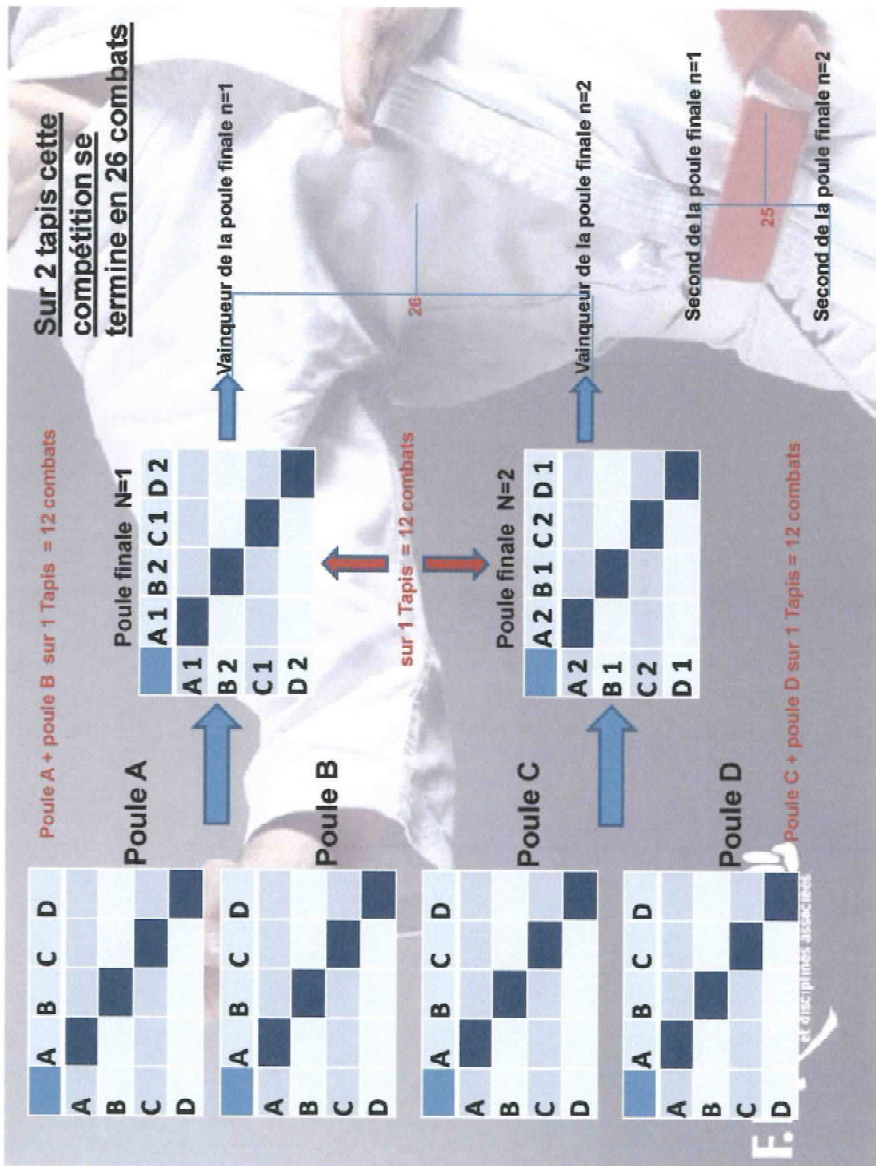 Sur 2 tapis cette
compétition se
termine en 26 combats
Poule A + poule B sur 1 Tapis = 12 combats
A B C D
A
B
C
D
Poule A
A B C D
A
B
C
D
Poule B
A B C D
A
B
C
D
Poule C
A B C D
A
B
C
D
Poule D
Poule finale N=1
A 1 B 2 C 1 D 2
A 1
B 2
C 1
D 2
sur 1 Tapis = 12 combats
Poule finale N=2
A 2 B 1 C 2 D 1
A 2
B 1
C 2
D 1
Poule C + poule D sur 1 Tapis = 12 combats
Vainqueur de la poule finale n=1
26
Vainqueur de la poule finale n=2
Second de la poule finale n=1
25
Second de la poule finale n=2
et disciplines associées